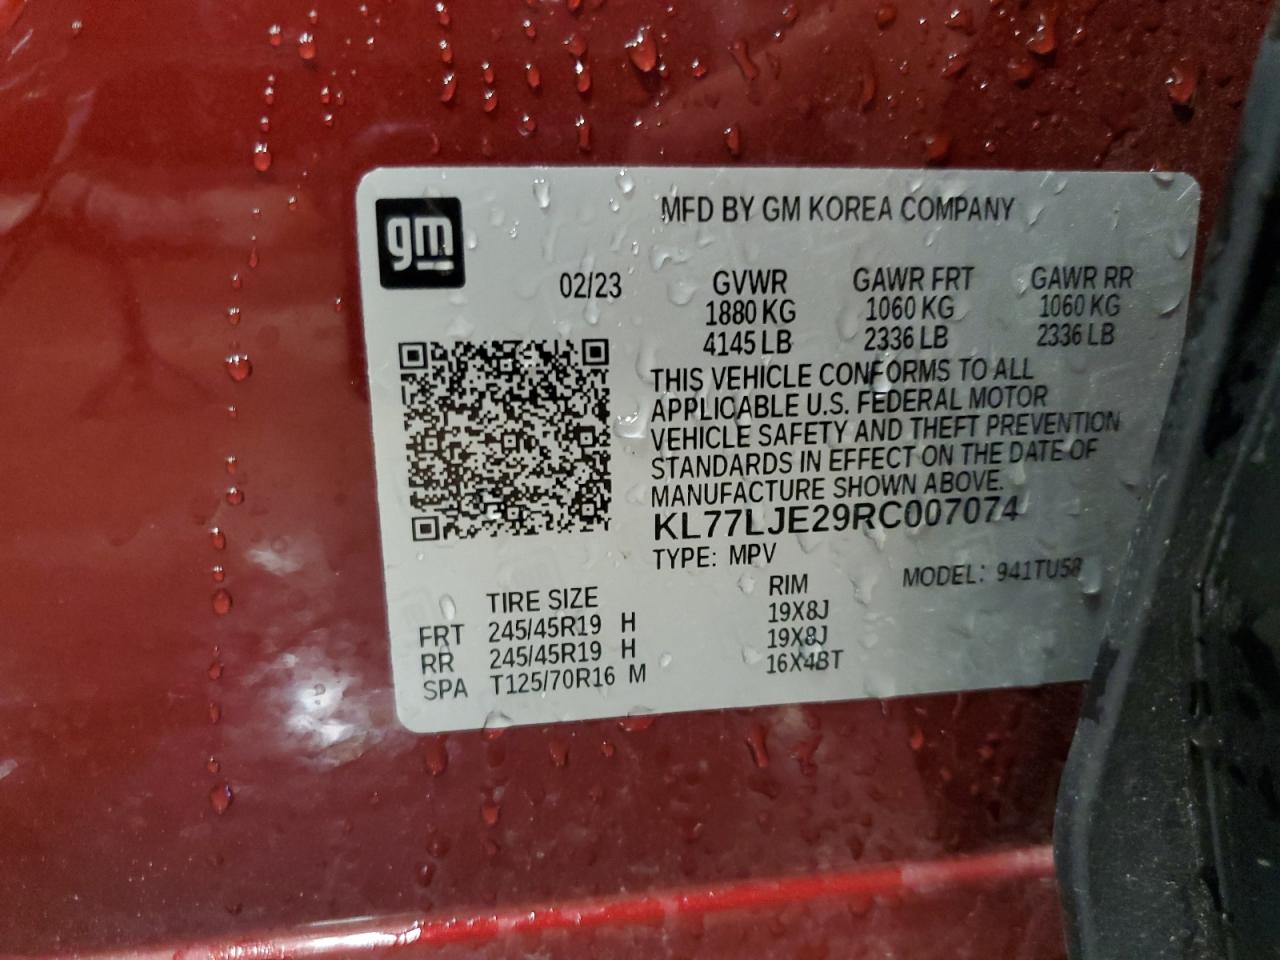 gm
MFD BY GM KOREA COMPANY
02/23 GVWR GAWR FRT GAWR RR
1880 KG 1060 KG 1060 KG
4145 LB 2336 LB 2336 LB
THIS VEHICLE CONFORMS TO ALL
APPLICABLE U.S. FEDERAL MOTOR
VEHICLE SAFETY AND THEFT PREVENTION
STANDARDS IN EFFECT ON THE DATE OF
MANUFACTURE SHOWN ABOVE.
KL77LJE29RC007074
TYPE: MPV MODEL: 941TU58
TIRE SIZE RIM
FRT 245/45R19 H 19X8J
RR 245/45R19 H 19X8J
SPA T125/70R16 M 16X4BT